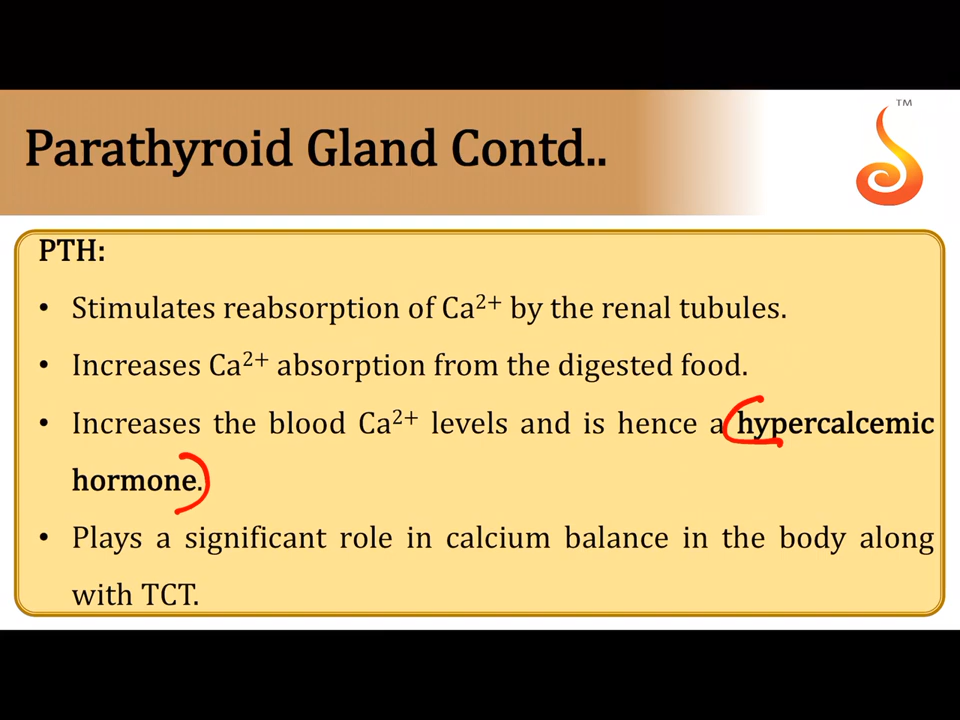 TM
Parathyroid Gland Contd..
PTH:
• Stimulates reabsorption of Ca²⁺ by the renal tubules.
• Increases Ca²⁺ absorption from the digested food.
• Increases the blood Ca²⁺ levels and is hence a hypercalcemic
hormone.
• Plays a significant role in calcium balance in the body along
with TCT.